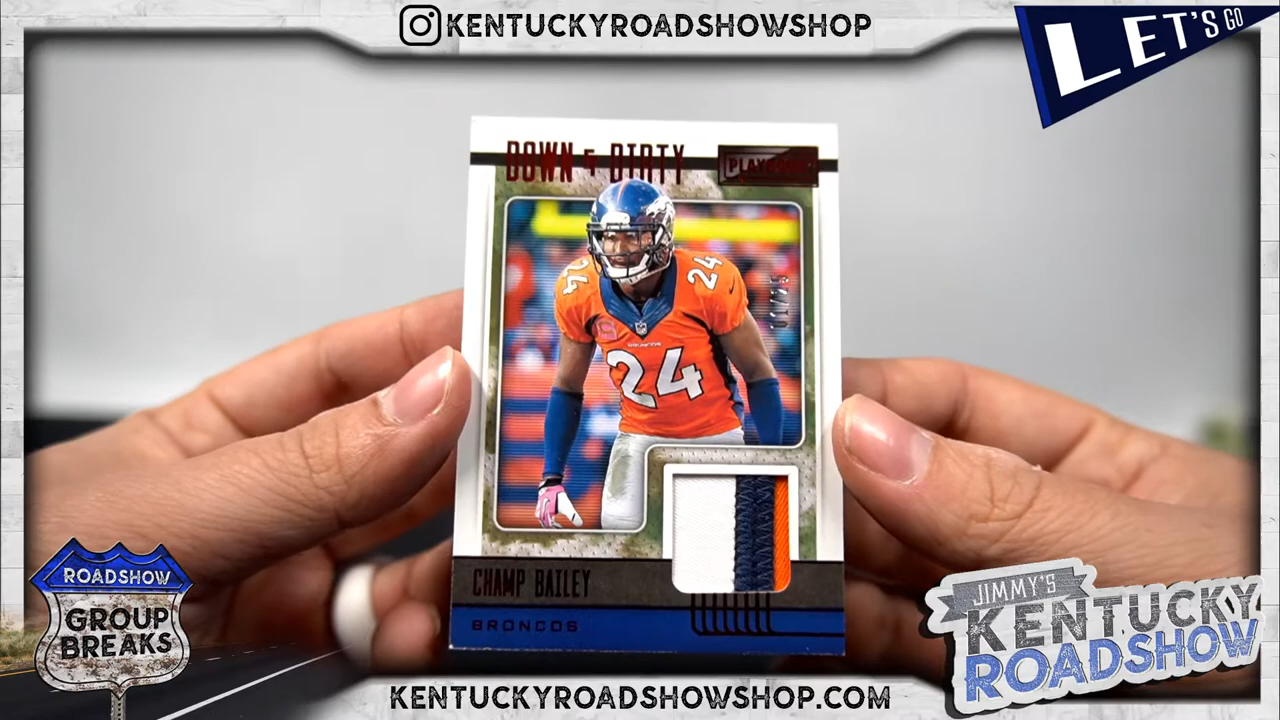 KENTUCKYROADSHOWSHOP
LET'S GO
DOWN & DIRTY
PLAYBOOK
24
24
24
CHAMP BAILEY
BRONCOS
ROADSHOW
GROUP
BREAKS
JIMMY'S
KENTUCKY
ROADSHOW
KENTUCKYROADSHOWSHOP.COM